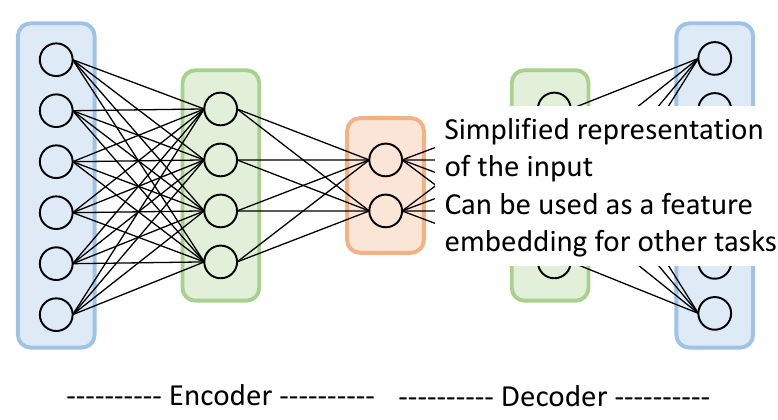 Simplified representation
of the input
Can be used as a feature
embedding for other tasks
---------- Encoder ---------- ---------- Decoder ----------